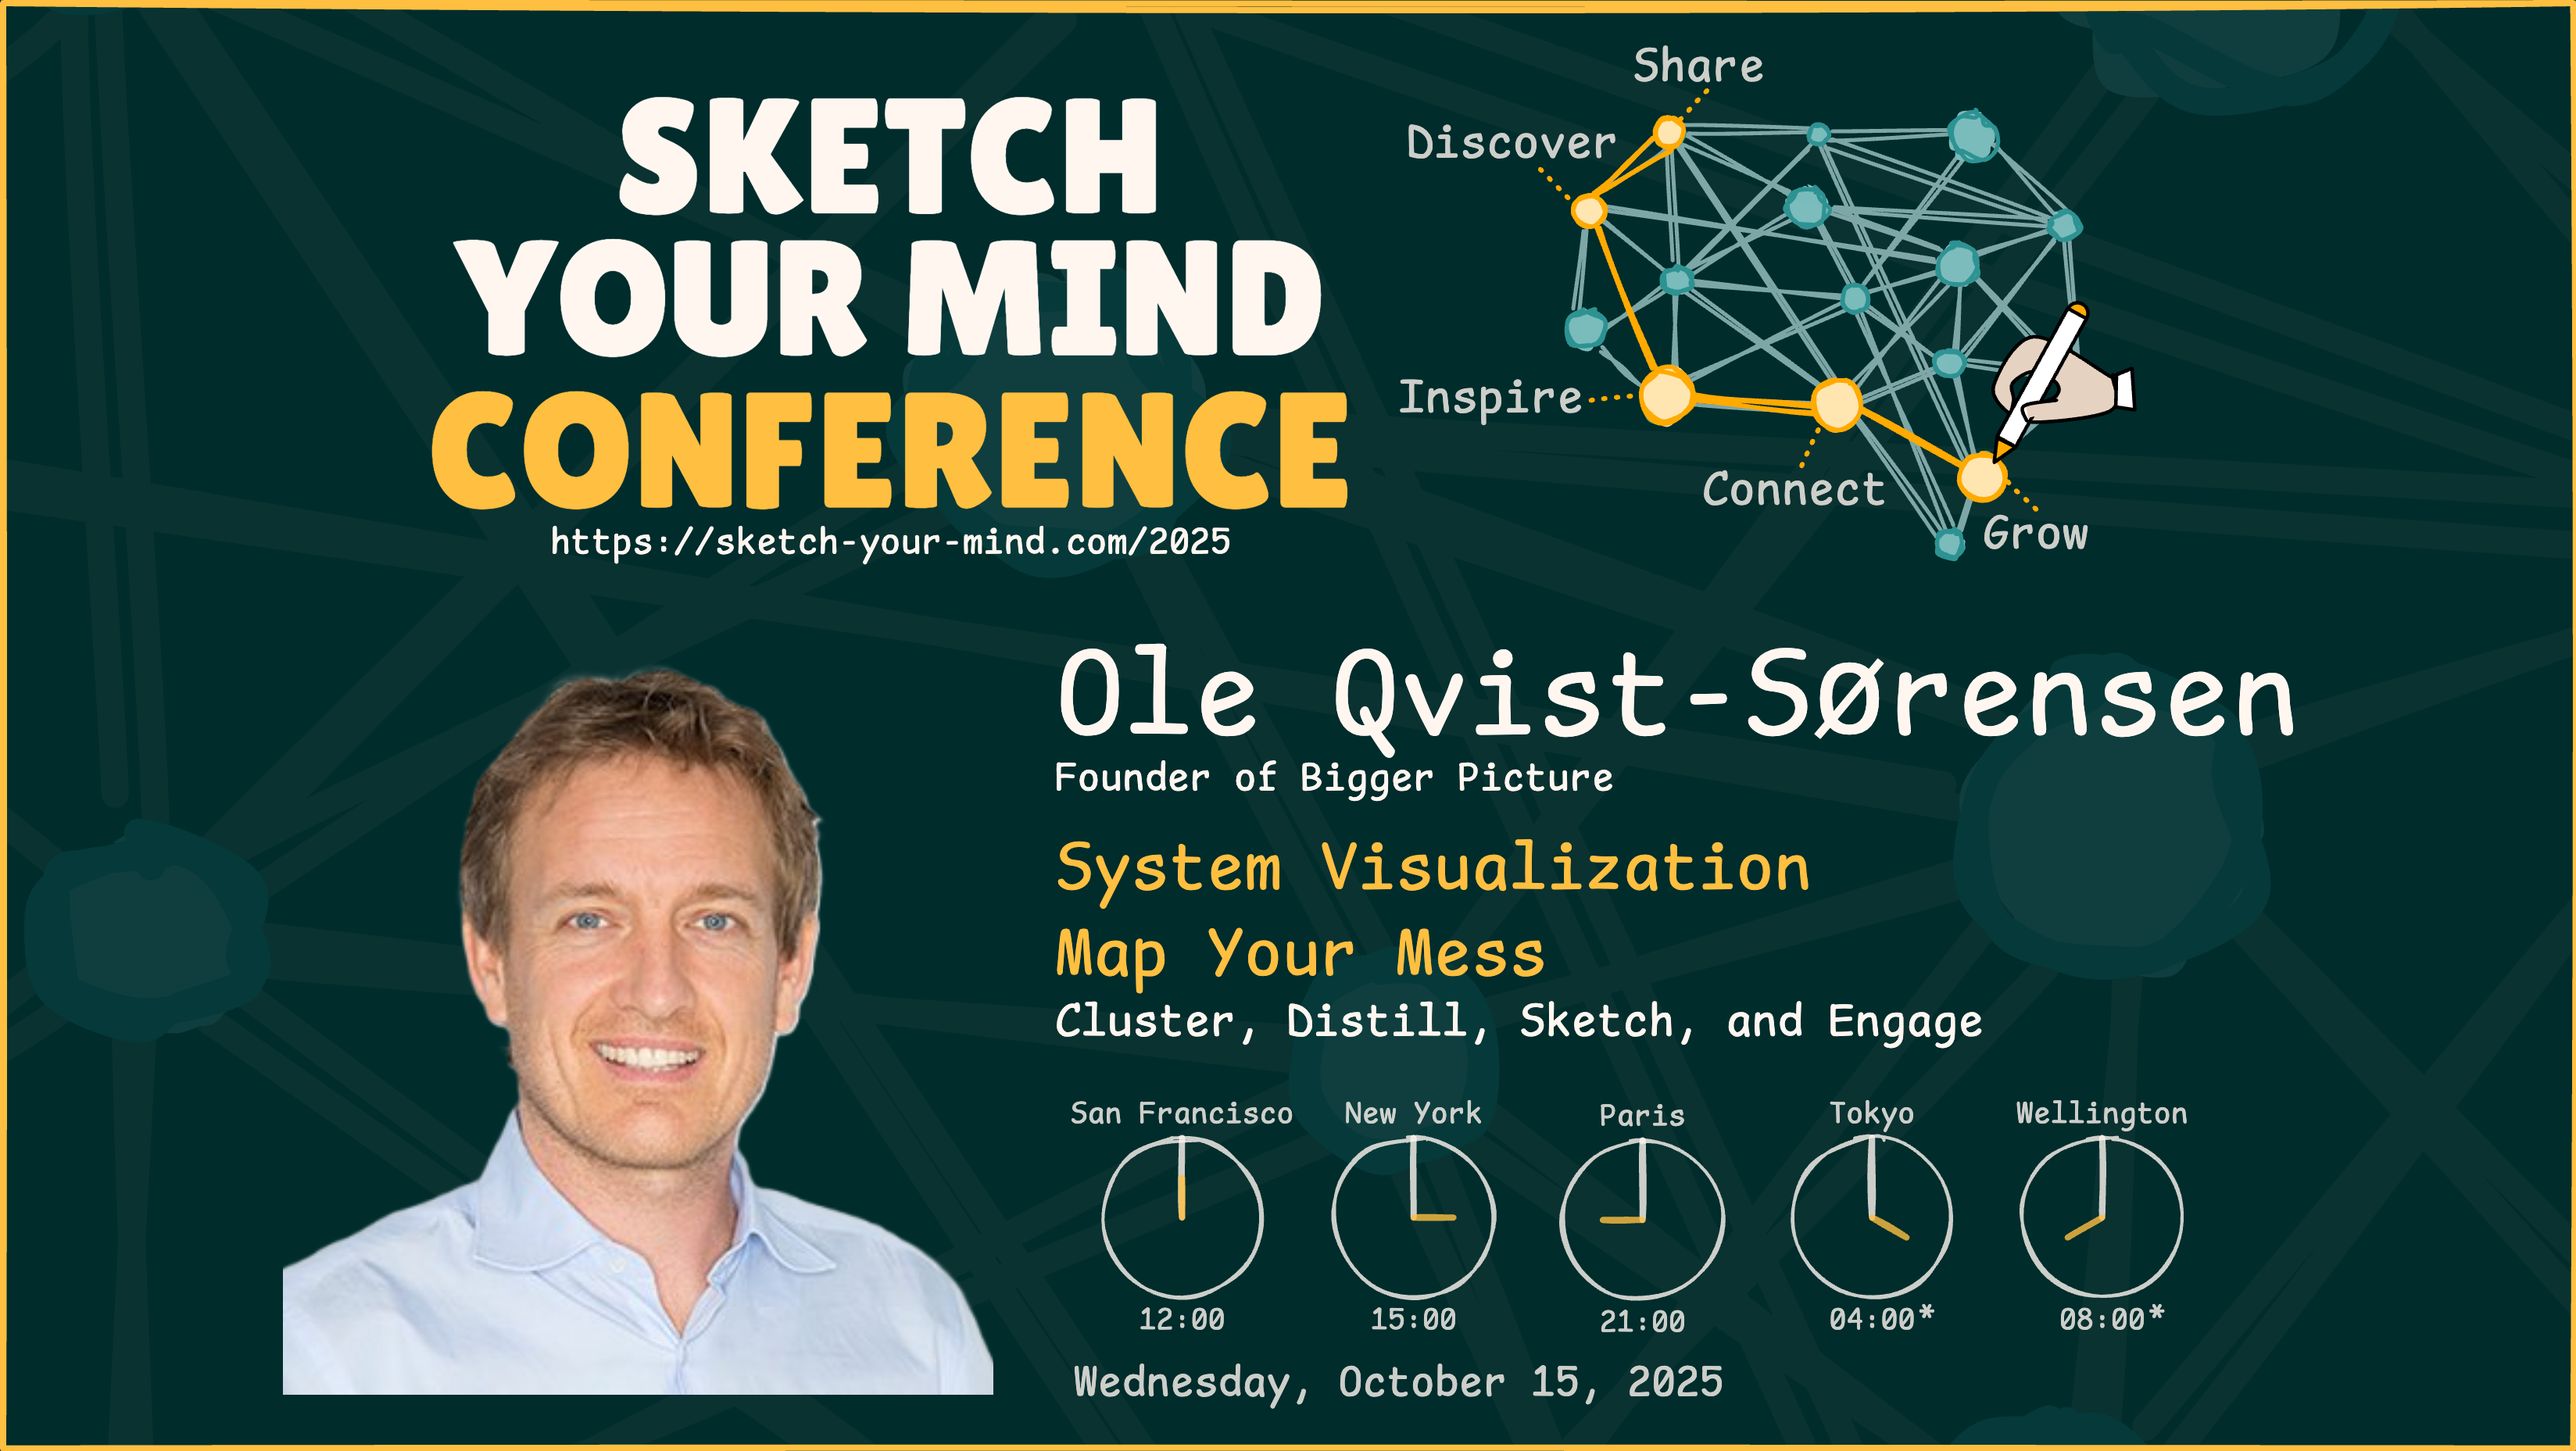 SKETCH
YOUR MIND
CONFERENCE
https://sketch-your-mind.com/2025
Share
Discover
Inspire
Connect
Grow
Ole Qvist-Sørensen
Founder of Bigger Picture
System Visualization
Map Your Mess
Cluster, Distill, Sketch, and Engage
San Francisco
New York
Paris
Tokyo
Wellington
12:00
15:00
21:00
04:00*
08:00*
Wednesday, October 15, 2025